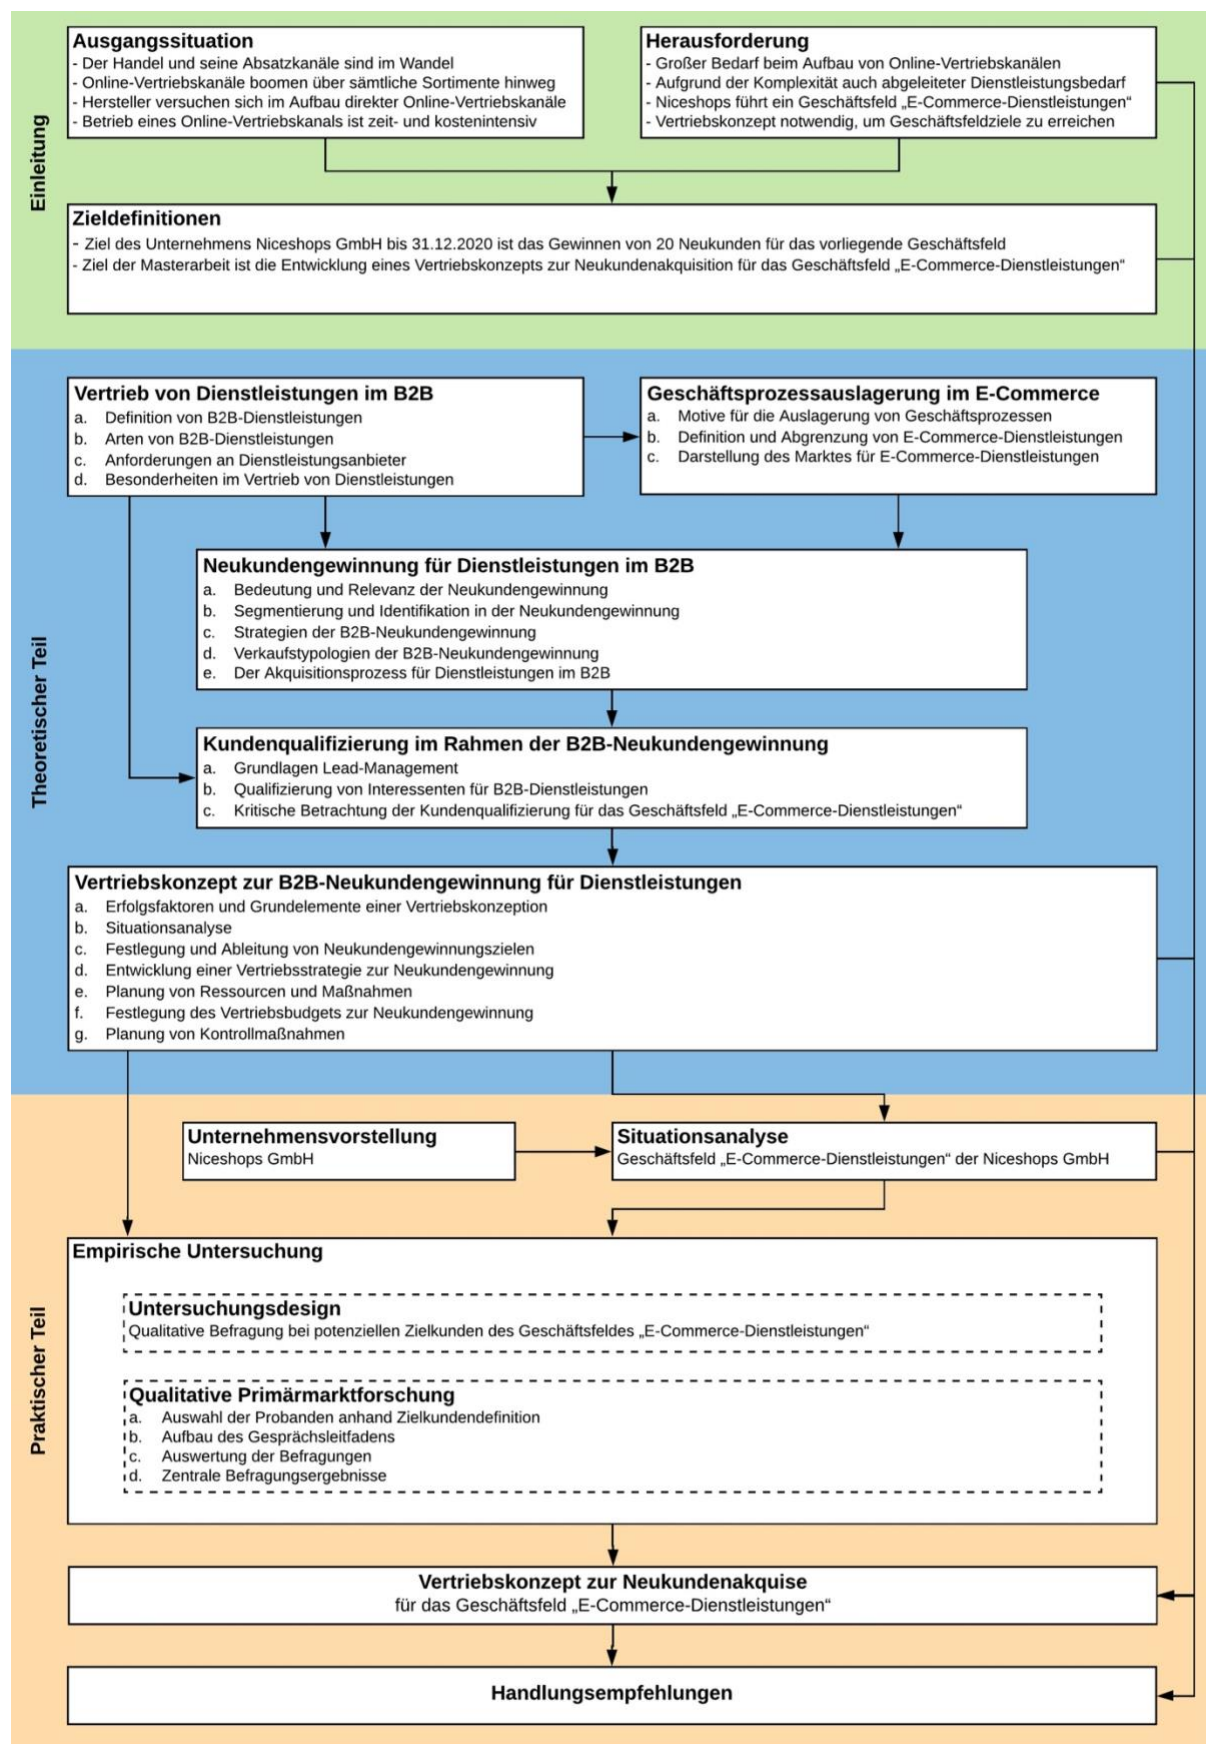 Einleitung
Ausgangssituation
- Der Handel und seine Absatzkanäle sind im Wandel
- Online-Vertriebskanäle boomen über sämtliche Sortimente hinweg
- Hersteller versuchen sich im Aufbau direkter Online-Vertriebskanäle
- Betrieb eines Online-Vertriebskanals ist zeit- und kostenintensiv
Herausforderung
- Großer Bedarf beim Aufbau von Online-Vertriebskanälen
- Aufgrund der Komplexität auch abgeleiteter Dienstleistungsbedarf
- Niceshops führt ein Geschäftsfeld „E-Commerce-Dienstleistungen“
- Vertriebskonzept notwendig, um Geschäftsfeldziele zu erreichen
Zieldefinitionen
- Ziel des Unternehmens Niceshops GmbH bis 31.12.2020 ist das Gewinnen von 20 Neukunden für das vorliegende Geschäftsfeld
- Ziel der Masterarbeit ist die Entwicklung eines Vertriebskonzepts zur Neukundenakquisition für das Geschäftsfeld „E-Commerce-Dienstleistungen“
Theoretischer Teil
Vertrieb von Dienstleistungen im B2B
a. Definition von B2B-Dienstleistungen
b. Arten von B2B-Dienstleistungen
c. Anforderungen an Dienstleistungsanbieter
d. Besonderheiten im Vertrieb von Dienstleistungen
Geschäftsprozessauslagerung im E-Commerce
a. Motive für die Auslagerung von Geschäftsprozessen
b. Definition und Abgrenzung von E-Commerce-Dienstleistungen
c. Darstellung des Marktes für E-Commerce-Dienstleistungen
Neukundengewinnung für Dienstleistungen im B2B
a. Bedeutung und Relevanz der Neukundengewinnung
b. Segmentierung und Identifikation in der Neukundengewinnung
c. Strategien der B2B-Neukundengewinnung
d. Verkaufstypologien der B2B-Neukundengewinnung
e. Der Akquisitionsprozess für Dienstleistungen im B2B
Kundenqualifizierung im Rahmen der B2B-Neukundengewinnung
a. Grundlagen Lead-Management
b. Qualifizierung von Interessenten für B2B-Dienstleistungen
c. Kritische Betrachtung der Kundenqualifizierung für das Geschäftsfeld „E-Commerce-Dienstleistungen“
Vertriebskonzept zur B2B-Neukundengewinnung für Dienstleistungen
a. Erfolgsfaktoren und Grundelemente einer Vertriebskonzeption
b. Situationsanalyse
c. Festlegung und Ableitung von Neukundengewinnungszielen
d. Entwicklung einer Vertriebsstrategie zur Neukundengewinnung
e. Planung von Ressourcen und Maßnahmen
f. Festlegung des Vertriebsbudgets zur Neukundengewinnung
g. Planung von Kontrollmaßnahmen
Praktischer Teil
Unternehmensvorstellung
Niceshops GmbH
Situationsanalyse
Geschäftsfeld „E-Commerce-Dienstleistungen“ der Niceshops GmbH
Empirische Untersuchung
Untersuchungsdesign
Qualitative Befragung bei potenziellen Zielkunden des Geschäftsfeldes „E-Commerce-Dienstleistungen“
Qualitative Primärmarktforschung
a. Auswahl der Probanden anhand Zielkundendefinition
b. Aufbau des Gesprächsleitfadens
c. Auswertung der Befragungen
d. Zentrale Befragungsergebnisse
Vertriebskonzept zur Neukundenakquise
für das Geschäftsfeld „E-Commerce-Dienstleistungen“
Handlungsempfehlungen